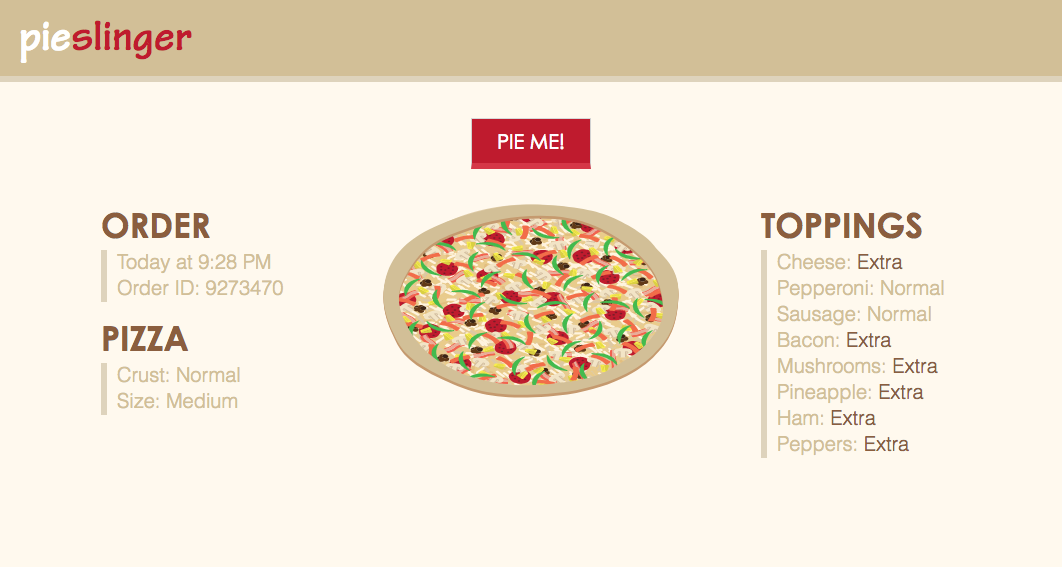 pieslinger
PIE ME!
ORDER
Today at 9:28 PM
Order ID: 9273470
PIZZA
Crust: Normal
Size: Medium
TOPPINGS
Cheese: Extra
Pepperoni: Normal
Sausage: Normal
Bacon: Extra
Mushrooms: Extra
Pineapple: Extra
Ham: Extra
Peppers: Extra